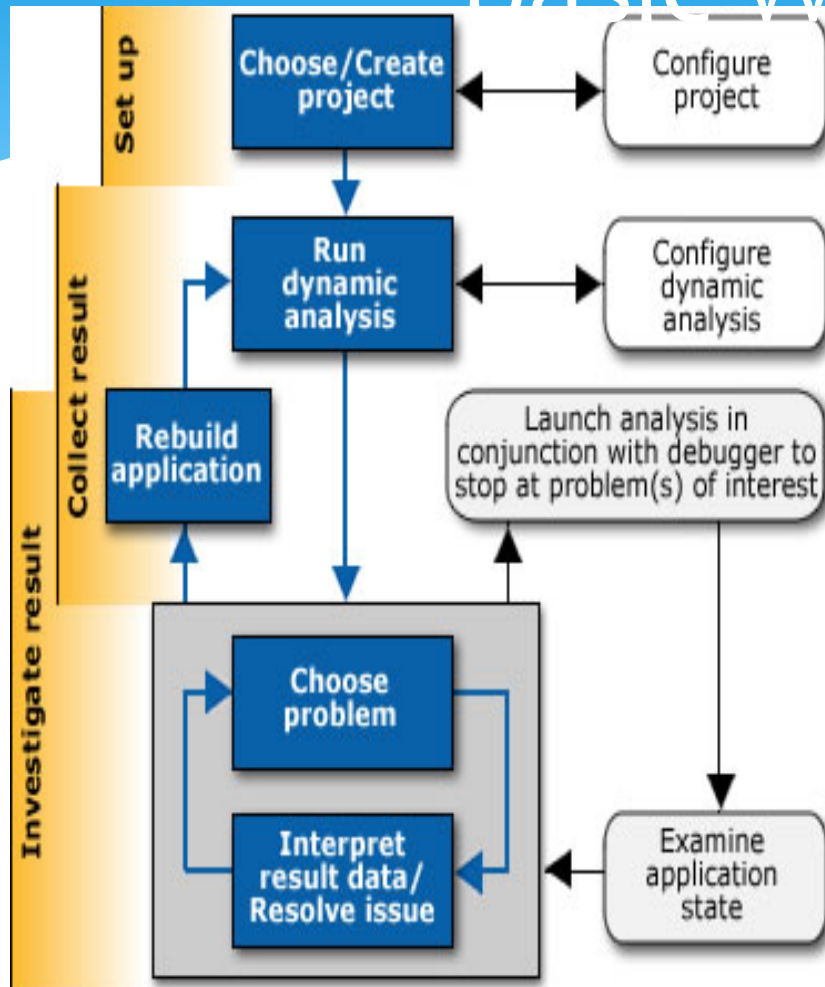 Set up
Choose/Create
project
Configure
project
Collect result
Run
dynamic
analysis
Configure
dynamic
analysis
Rebuild
application
Launch analysis in
conjunction with debugger to
stop at problem(s) of interest
Investigate result
Choose
problem
Interpret
result data/
Resolve issue
Examine
application
state